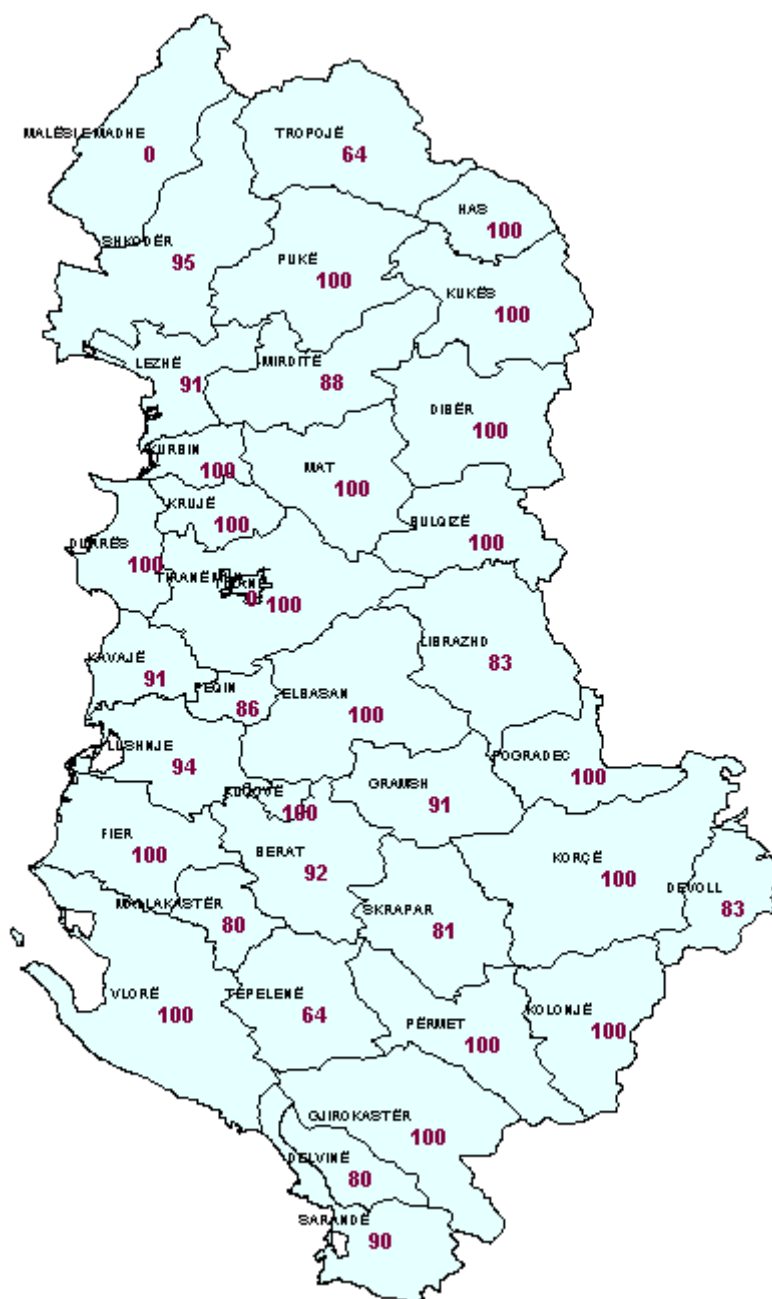 MALËSI E MADHE
0
TROPOJË
64
HAS
100
SHKODËR
95
PUKË
100
KUKËS
100
LEZHË
91
MIRDITË
88
DIBËR
100
KURBIN
100
MAT
100
KRUJË
100
BULQIZË
100
DURRËS
100
0
100
LIBRAZHD
83
KAVAJË
91
PEQIN
86
ELBASAN
100
LUSHNJE
94
POGRADEC
100
GRAMSH
91
KUÇOVË
100
FIER
100
BERAT
92
KORÇË
100
DEVOLL
83
MALLAKASTËR
80
SKRAPAR
81
VLORË
100
TEPELENË
64
PËRMET
100
KOLONJË
100
GJIROKASTËR
100
DELVINË
80
SARANDË
90